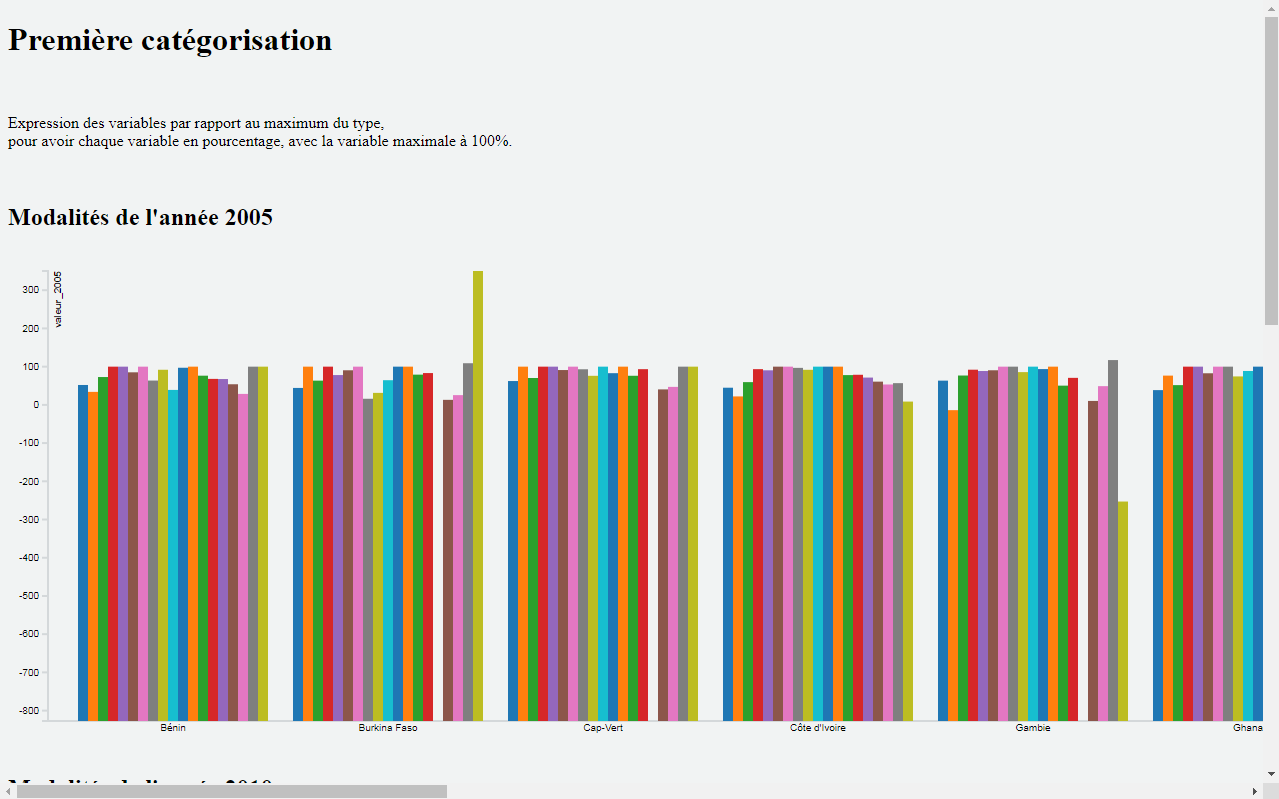 Première catégorisation
Expression des variables par rapport au maximum du type,
pour avoir chaque variable en pourcentage, avec la variable maximale à 100%.
Modalités de l'année 2005
valeur_2005
300
200
100
0
-100
-200
-300
-400
-500
-600
-700
-800
Bénin
Burkina Faso
Cap-Vert
Côte d'Ivoire
Gambie
Ghana
Modalités de l'année 2010